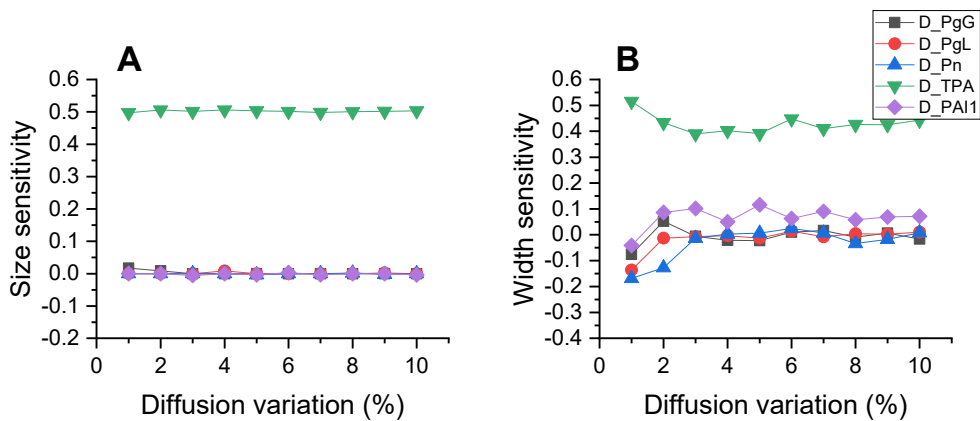 A
Size sensitivity
0.6
0.5
0.4
0.3
0.2
0.1
0.0
-0.1
-0.2
0 2 4 6 8 10
Diffusion variation (%)
B
Width sensitivity
0.6
0.5
0.4
0.3
0.2
0.1
0.0
-0.1
-0.2
-0.3
-0.4
0 2 4 6 8 10
Diffusion variation (%)
D_PgG
D_PgL
D_Pn
D_TPA
D_PAI1